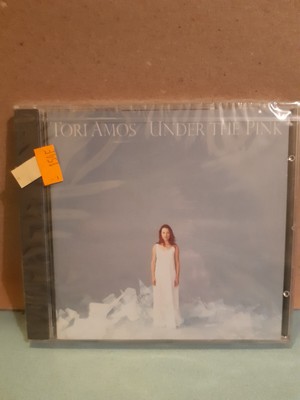 TORI AMOS UNDER THE PINK